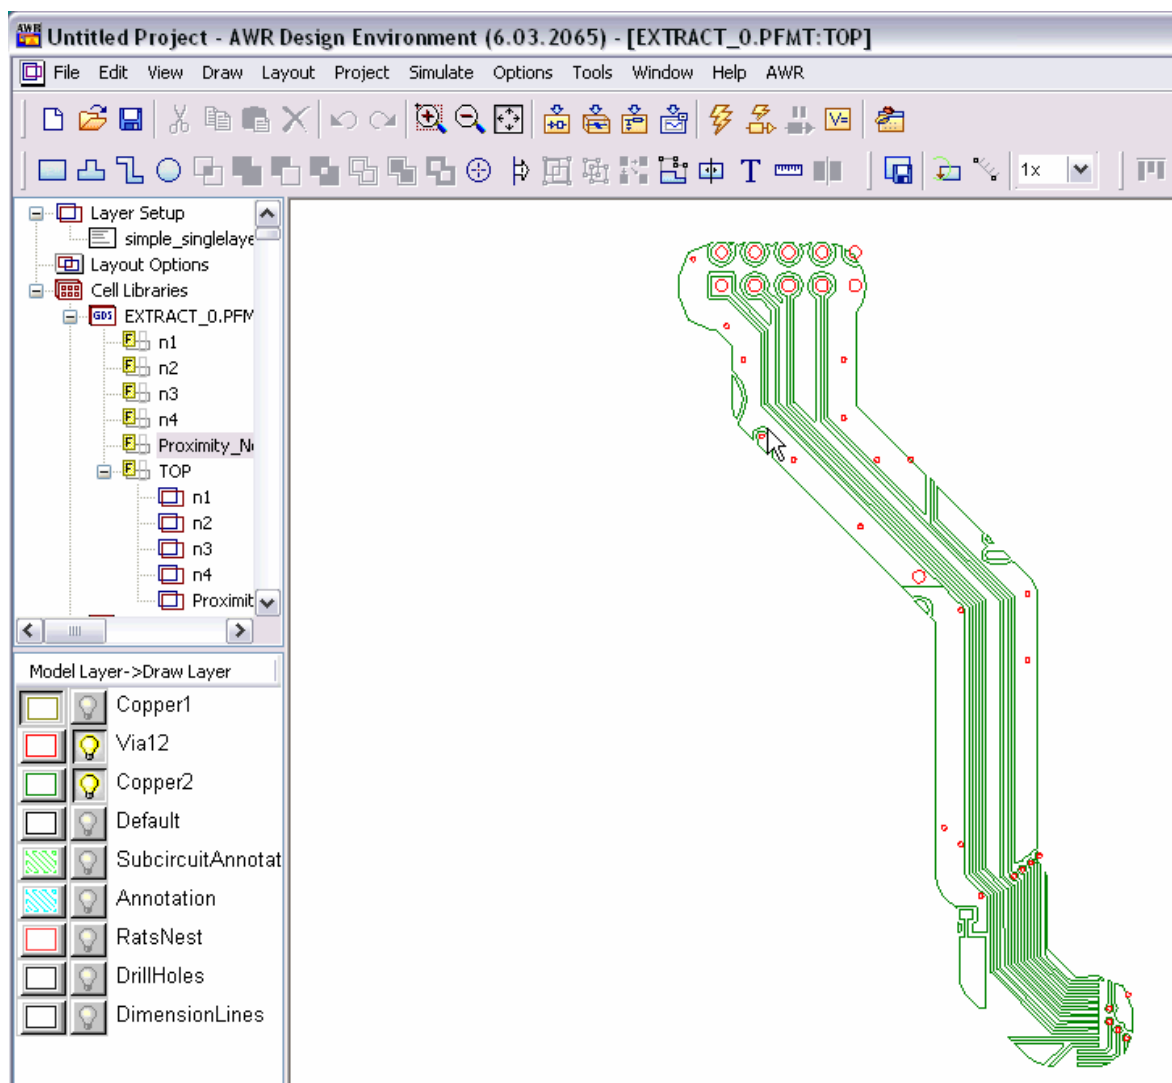 AWR
Untitled Project - AWR Design Environment (6.03.2065) - [EXTRACT_0.PFMT:TOP]
File Edit View Draw Layout Project Simulate Options Tools Window Help AWR
V=
T
1x
Layer Setup
simple_singlelaye
Layout Options
Cell Libraries
GDS EXTRACT_0.PFM
F n1
F n2
F n3
F n4
F Proximity_N
F TOP
n1
n2
n3
n4
Proximit
Model Layer->Draw Layer
Copper1
Via12
Copper2
Default
SubcircuitAnnotat
Annotation
RatsNest
DrillHoles
DimensionLines